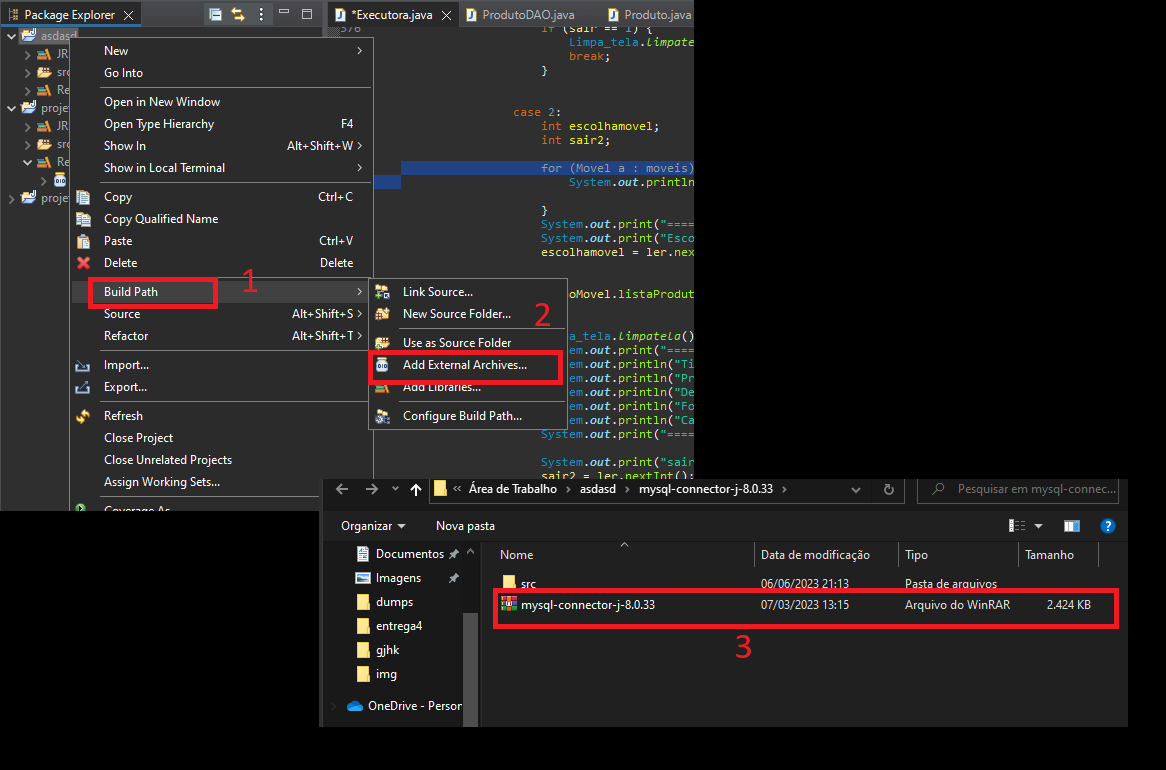 Package Explorer
*Executora.java
ProdutoDAO.java
Produto.java
asdasd
JR
src
Re
projet
JR
src
Re
projet
New
Go Into
Open in New Window
Open Type Hierarchy F4
Show In Alt+Shift+W >
Show in Local Terminal
Copy Ctrl+C
Copy Qualified Name
Paste Ctrl+V
Delete Delete
Build Path
1
Source Alt+Shift+S >
Refactor Alt+Shift+T >
Import...
Export...
Refresh
Close Project
Close Unrelated Projects
Assign Working Sets...
Coverage As
Link Source...
New Source Folder...
2
Use as Source Folder
Add External Archives...
Add Libraries...
Configure Build Path...
376
if (sair == 1) {
Limpa_tela.limpate
break;
}
case 2:
int escolhamovel;
int sair2;
for (Movel a : moveis)
System.out.println
}
System.out.print("====
System.out.print("Esco
escolhamovel = ler.nex
oMovel.listaProdut
a_tela.limpatela()
em.out.print("====
em.out.println("Ti
em.out.println("Pr
em.out.println("De
em.out.println("Fo
em.out.println("Ca
System.out.print("====
System.out.print("sair
sair2 = ler.nextInt();
« Área de Trabalho > asdasd > mysql-connector-j-8.0.33 >
Pesquisar em mysql-connec...
Organizar
Nova pasta
Documentos
Imagens
dumps
entrega4
gjhk
img
OneDrive - Person
Nome Data de modificação Tipo Tamanho
src 06/06/2023 21:13 Pasta de arquivos
mysql-connector-j-8.0.33 07/03/2023 13:15 Arquivo do WinRAR 2.424 KB
3